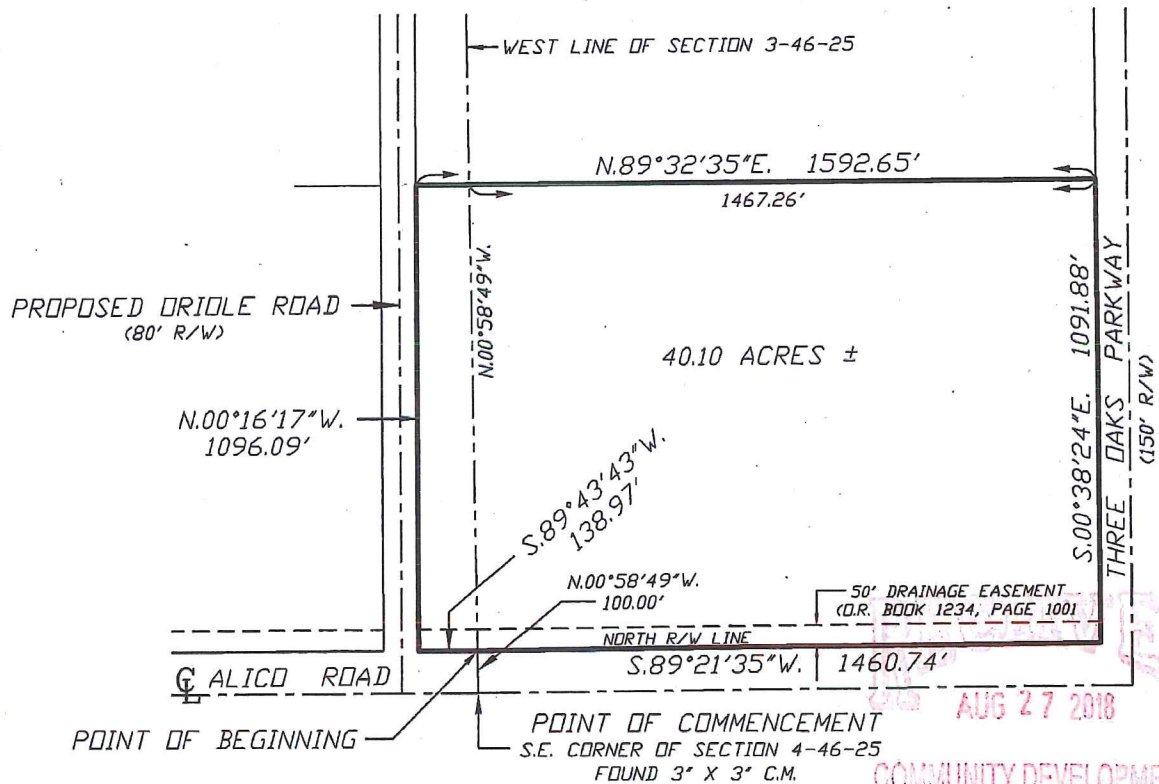 WEST LINE OF SECTION 3-46-25
N.89°32'35"E. 1592.65'
1467.26'
PROPOSED ORIOLE ROAD
(80' R/W)
N.00°58'49"W.
40.10 ACRES ±
N.00°16'17"W.
1096.09'
S.00°38'24"E. 1091.88'
THREE OAKS PARKWAY
(150' R/W)
S.89°43'43"W.
138.97'
N.00°58'49"W.
100.00'
50' DRAINAGE EASEMENT
(O.R. BOOK 1234, PAGE 1001
NORTH R/W LINE
S.89°21'35"W. 1460.74'
℄ ALICO ROAD
POINT OF BEGINNING
POINT OF COMMENCEMENT
S.E. CORNER OF SECTION 4-46-25
FOUND 3" X 3" C.M.
AUG 27 2018
COMMUNITY DEVELOPME